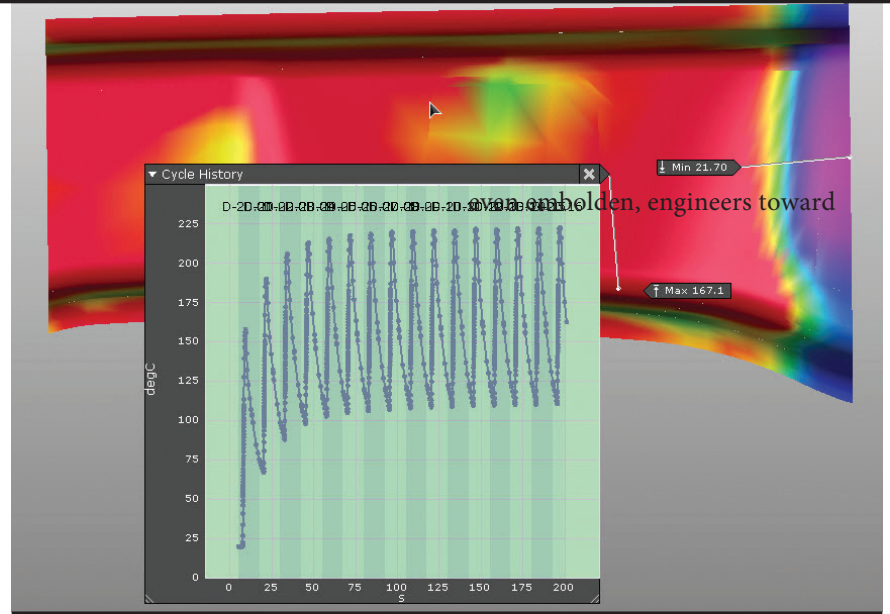 Cycle History
Min 21.70
even embolden, engineers toward
Max 167.1
225
200
175
150
125
100
75
50
25
0
degC
0 25 50 75 100 125 150 175 200
S